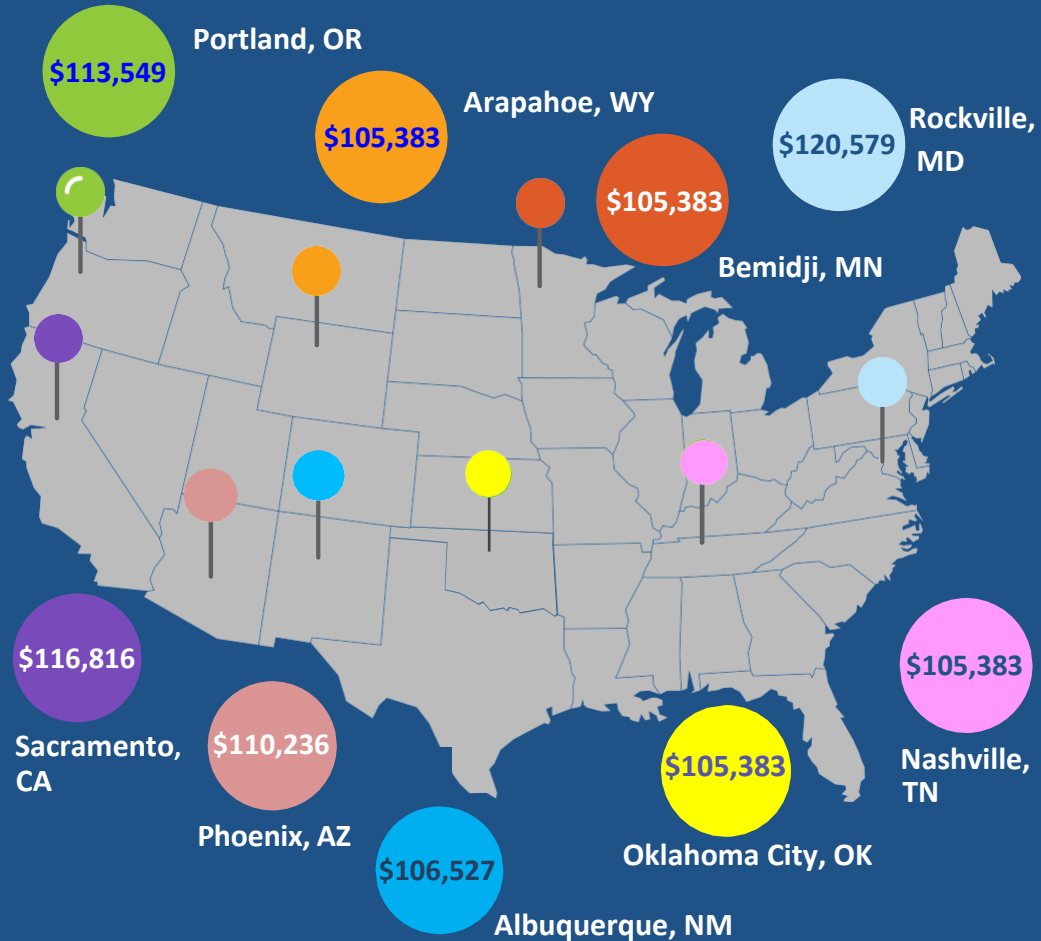 Portland, OR
$113,549
Arapahoe, WY
$105,383
Rockville,
MD
$120,579
$105,383
Bemidji, MN
$116,816
Sacramento,
CA
$110,236
Phoenix, AZ
$106,527
Albuquerque, NM
$105,383
Oklahoma City, OK
$105,383
Nashville,
TN